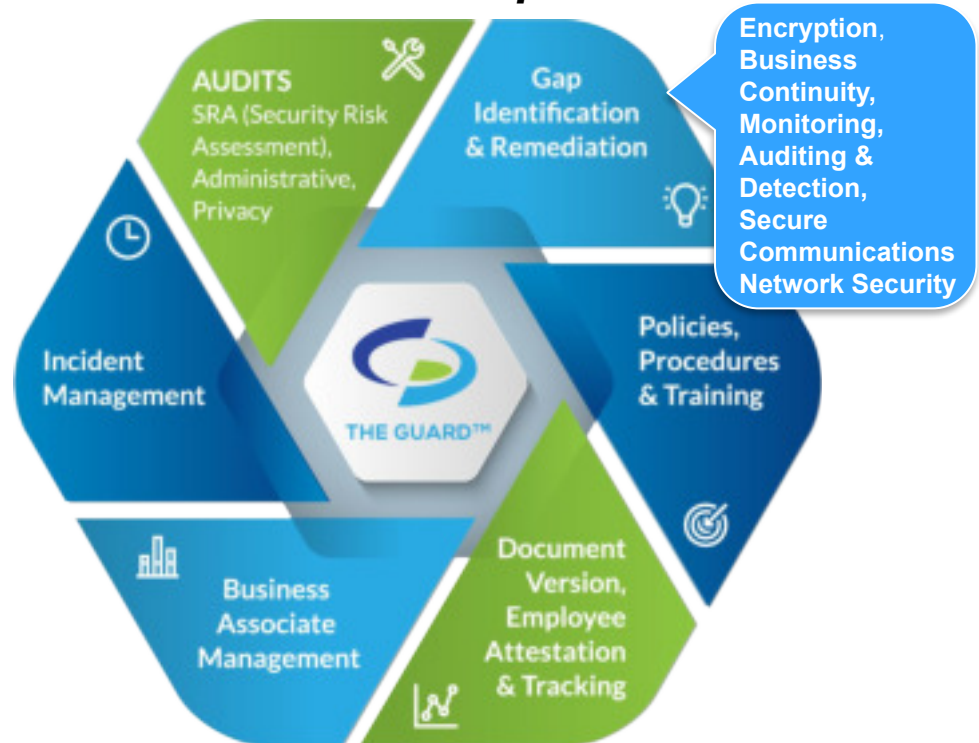 AUDITS
SRA (Security Risk
Assessment),
Administrative,
Privacy
Gap
Identification
& Remediation
Encryption,
Business
Continuity,
Monitoring,
Auditing &
Detection,
Secure
Communications
Network Security
Incident
Management
THE GUARD™
Policies,
Procedures
& Training
Business
Associate
Management
Document
Version,
Employee
Attestation
& Tracking